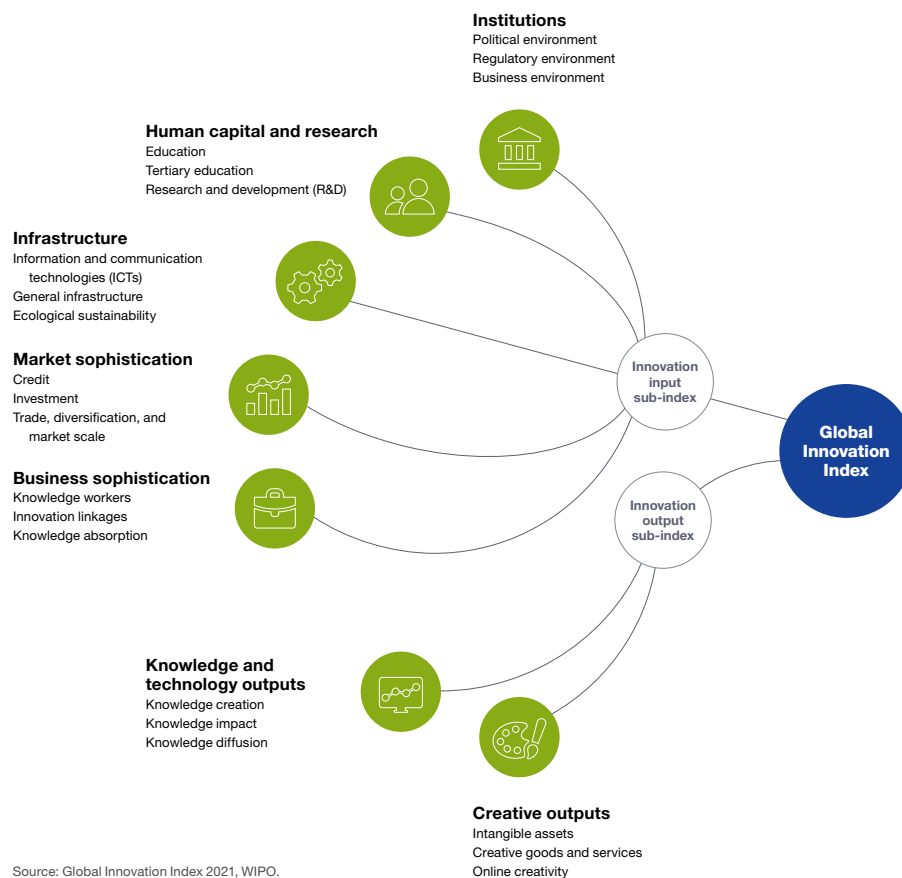 Institutions
Political environment
Regulatory environment
Business environment
Human capital and research
Education
Tertiary education
Research and development (R&D)
Infrastructure
Information and communication
technologies (ICTs)
General infrastructure
Ecological sustainability
Market sophistication
Credit
Investment
Trade, diversification, and
market scale
Business sophistication
Knowledge workers
Innovation linkages
Knowledge absorption
Innovation
input
sub-index
Global
Innovation
Index
Innovation
output
sub-index
Knowledge and
technology outputs
Knowledge creation
Knowledge impact
Knowledge diffusion
Creative outputs
Intangible assets
Creative goods and services
Online creativity
Source: Global Innovation Index 2021, WIPO.